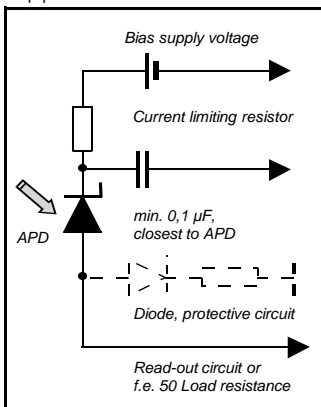 Bias supply voltage
Current limiting resistor
min. 0,1 µF,
closest to APD
APD
Diode, protective circuit
Read-out circuit or
f.e. 50 Load resistance